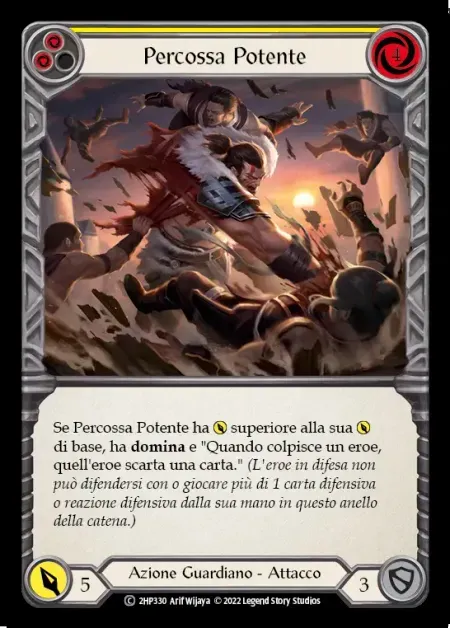 Percossa Potente
4
Se Percossa Potente ha superiore alla sua
di base, ha domina e "Quando colpisce un eroe,
quell'eroe scarta una carta." (L'eroe in difesa non
può difendersi con o giocare più di 1 carta difensiva
o reazione difensiva dalla sua mano in questo anello
della catena.)
5
Azione Guardiano - Attacco
3
C 2HP330 Arif Wijaya © 2022 Legend Story Studios